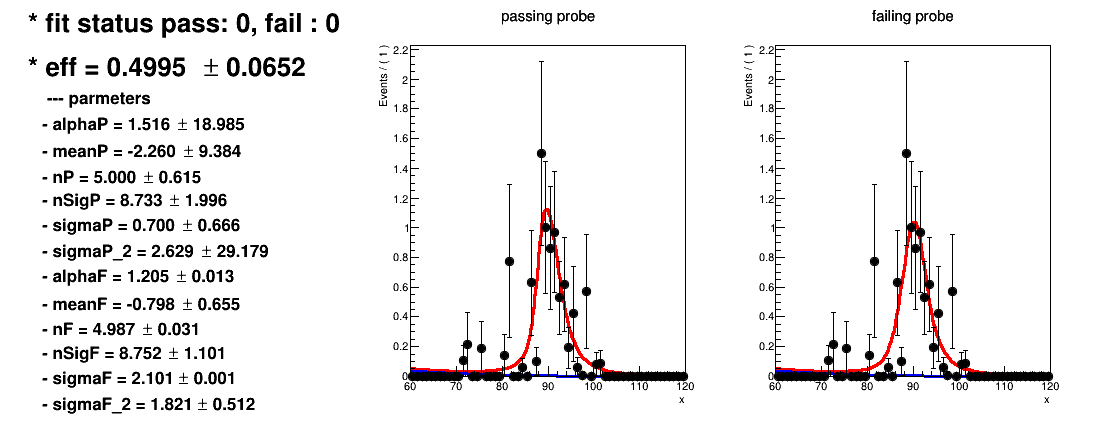 * fit status pass: 0, fail : 0
* eff = 0.4995 ± 0.0652
--- parmeters
- alphaP = 1.516 ± 18.985
- meanP = -2.260 ± 9.384
- nP = 5.000 ± 0.615
- nSigP = 8.733 ± 1.996
- sigmaP = 0.700 ± 0.666
- sigmaP_2 = 2.629 ± 29.179
- alphaF = 1.205 ± 0.013
- meanF = -0.798 ± 0.655
- nF = 4.987 ± 0.031
- nSigF = 8.752 ± 1.101
- sigmaF = 2.101 ± 0.001
- sigmaF_2 = 1.821 ± 0.512
passing probe
Events / ( 1 )
2.2
2
1.8
1.6
1.4
1.2
1
0.8
0.6
0.4
0.2
0
60 70 80 90 100 110 120
x
failing probe
Events / ( 1 )
2.2
2
1.8
1.6
1.4
1.2
1
0.8
0.6
0.4
0.2
0
60 70 80 90 100 110 120
x